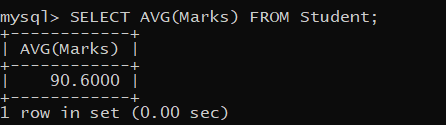 mysql> SELECT AVG(Marks) FROM Student;
+------------+
| AVG(Marks) |
+------------+
|    90.6000 |
+------------+
1 row in set (0.00 sec)